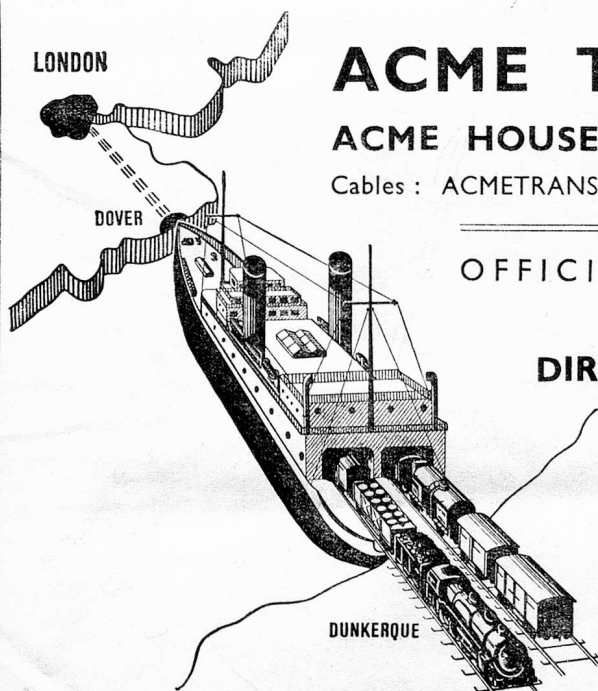 LONDON
ACME T
ACME HOUSE
Cables : ACMETRANS
DOVER
OFFICI
DIR
DUNKERQUE